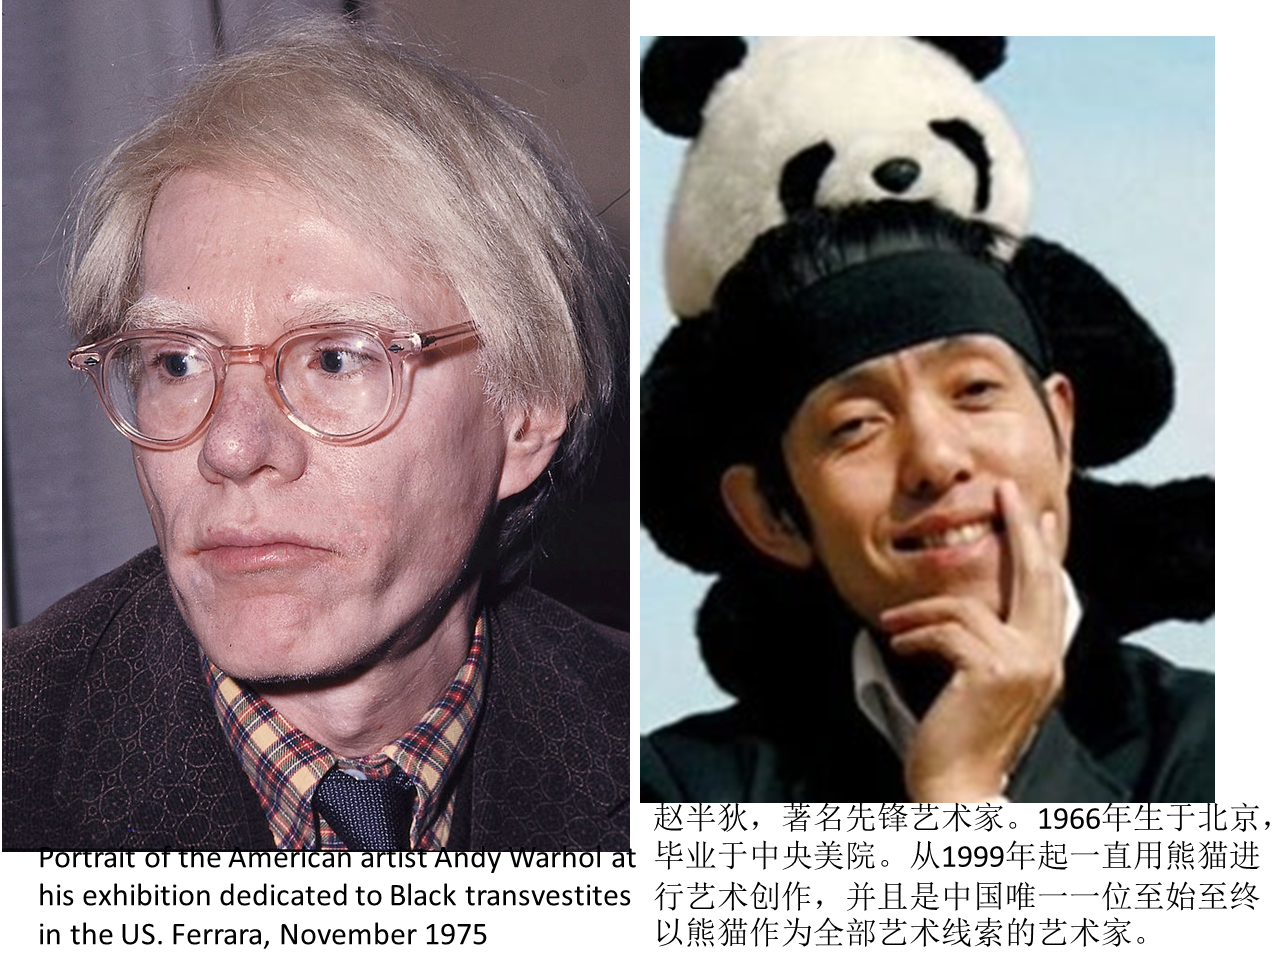 Portrait of the American artist Andy Warhol at
his exhibition dedicated to Black transvestites
in the US. Ferrara, November 1975
赵半狄，著名先锋艺术家。1966年生于北京，
毕业于中央美院。从1999年起一直用熊猫进
行艺术创作，并且是中国唯一一位至始至终
以熊猫作为全部艺术线索的艺术家。